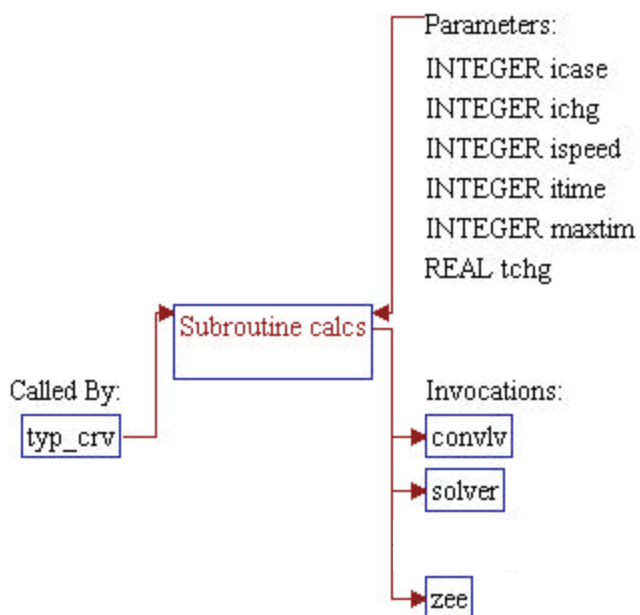 Parameters:
INTEGER icase
INTEGER ichg
INTEGER ispeed
INTEGER itime
INTEGER maxtim
REAL tchg
Subroutine calcs
Called By:
typ_crv
Invocations:
convlv
solver
zee